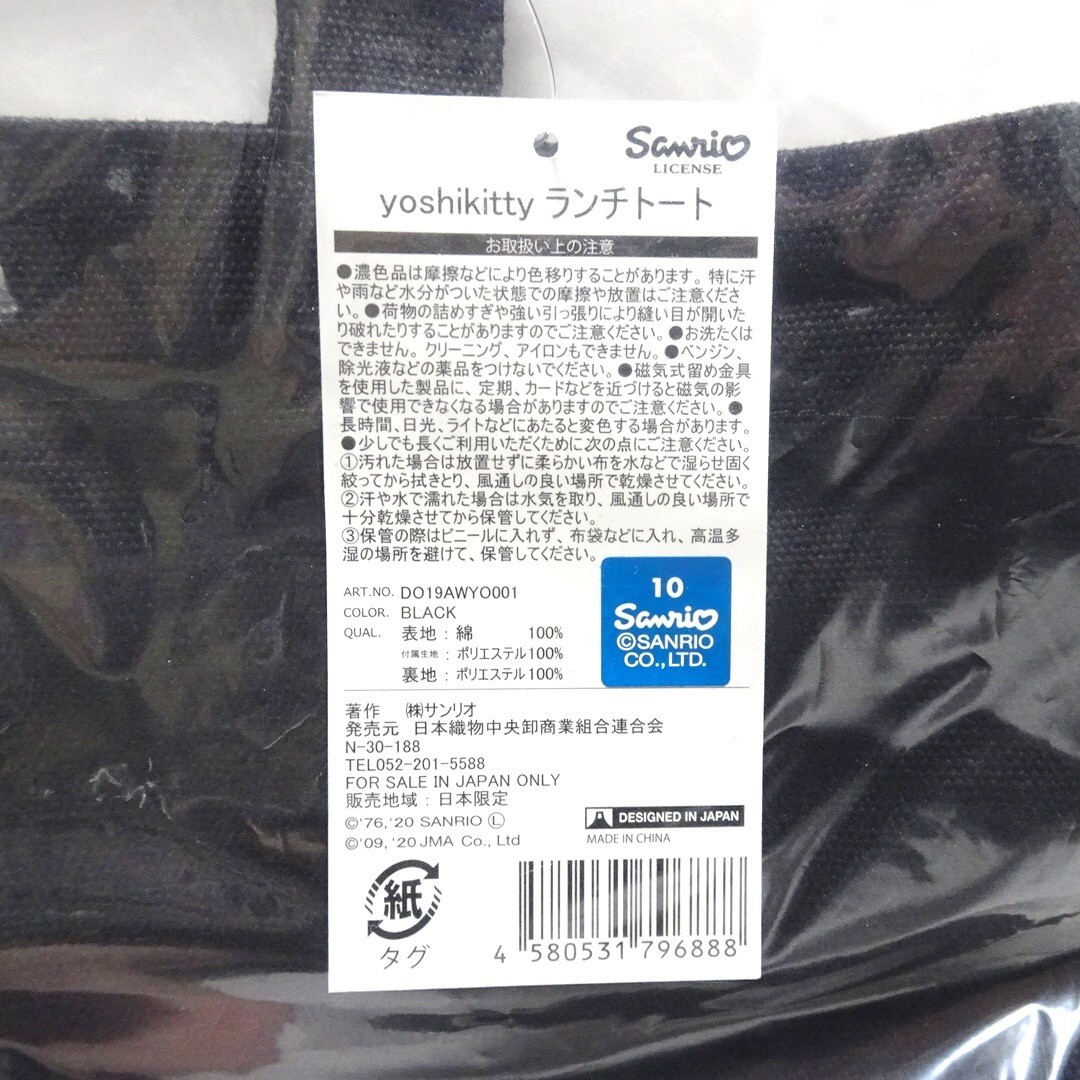 Sanrio
LICENSE
yoshikitty ランチトート
お取扱い上の注意
●濃色品は摩擦などにより色移りすることがあります。特に汗
や雨など水分がついた状態での摩擦や放置はご注意くださ
い。●荷物の詰めすぎや強い引っ張りにより縫い目が開いた
り破れたりすることがありますのでご注意ください。●お洗たくは
できません。クリーニング、アイロンもできません。●ベンジン、
除光液などの薬品をつけないでください。●磁気式留め金具
を使用した製品に、定期、カードなどを近づけると磁気の影
響で使用できなくなる場合がありますのでご注意ください。●
長時間、日光、ライトなどにあたると変色する場合があります。
●少しでも長くご利用いただくために次の点にご注意ください。
①汚れた場合は放置せずに柔らかい布を水などで湿らせ固く
絞ってから拭きとり、風通しの良い場所で乾燥させてください。
②汗や水で濡れた場合は水気を取り、風通しの良い場所で
十分乾燥させてから保管してください。
③保管の際はビニールに入れず、布袋などに入れ、高温多
湿の場所を避けて、保管してください。
ART.NO. DO19AWYO001
COLOR. BLACK
QUAL. 表地:綿 100%
付属生地:ポリエステル100%
裏地:ポリエステル100%
10
Sanrio
©SANRIO
CO.,LTD.
著作 ㈱サンリオ
発売元 日本織物中央卸商業組合連合会
N-30-188
TEL052-201-5588
FOR SALE IN JAPAN ONLY
販売地域:日本限定
©'76,'20 SANRIO Ⓛ
©'09,'20 JMA Co., Ltd
DESIGNED IN JAPAN
MADE IN CHINA
紙
タグ
4 580531 796888